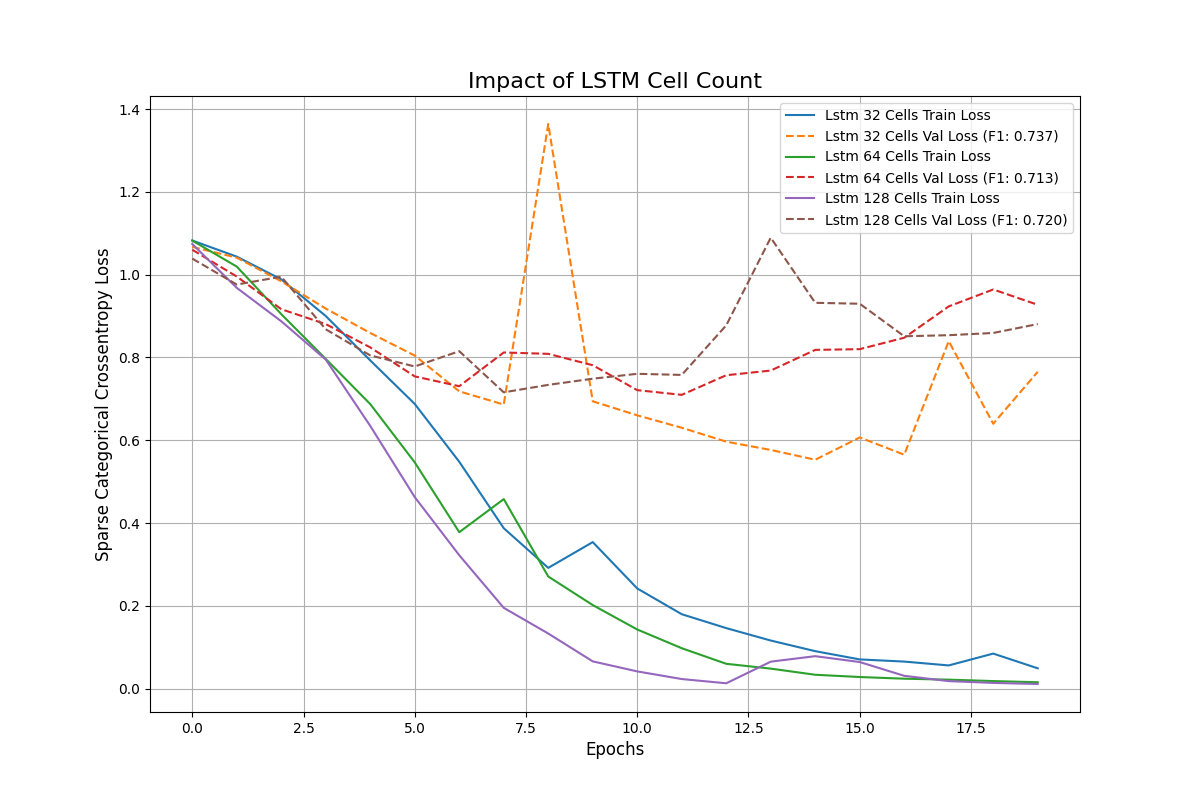 Impact of LSTM Cell Count
Sparse Categorical Crossentropy Loss
1.4
1.2
1.0
0.8
0.6
0.4
0.2
0.0
Lstm 32 Cells Train Loss
Lstm 32 Cells Val Loss (F1: 0.737)
Lstm 64 Cells Train Loss
Lstm 64 Cells Val Loss (F1: 0.713)
Lstm 128 Cells Train Loss
Lstm 128 Cells Val Loss (F1: 0.720)
0.0 2.5 5.0 7.5 10.0 12.5 15.0 17.5
Epochs